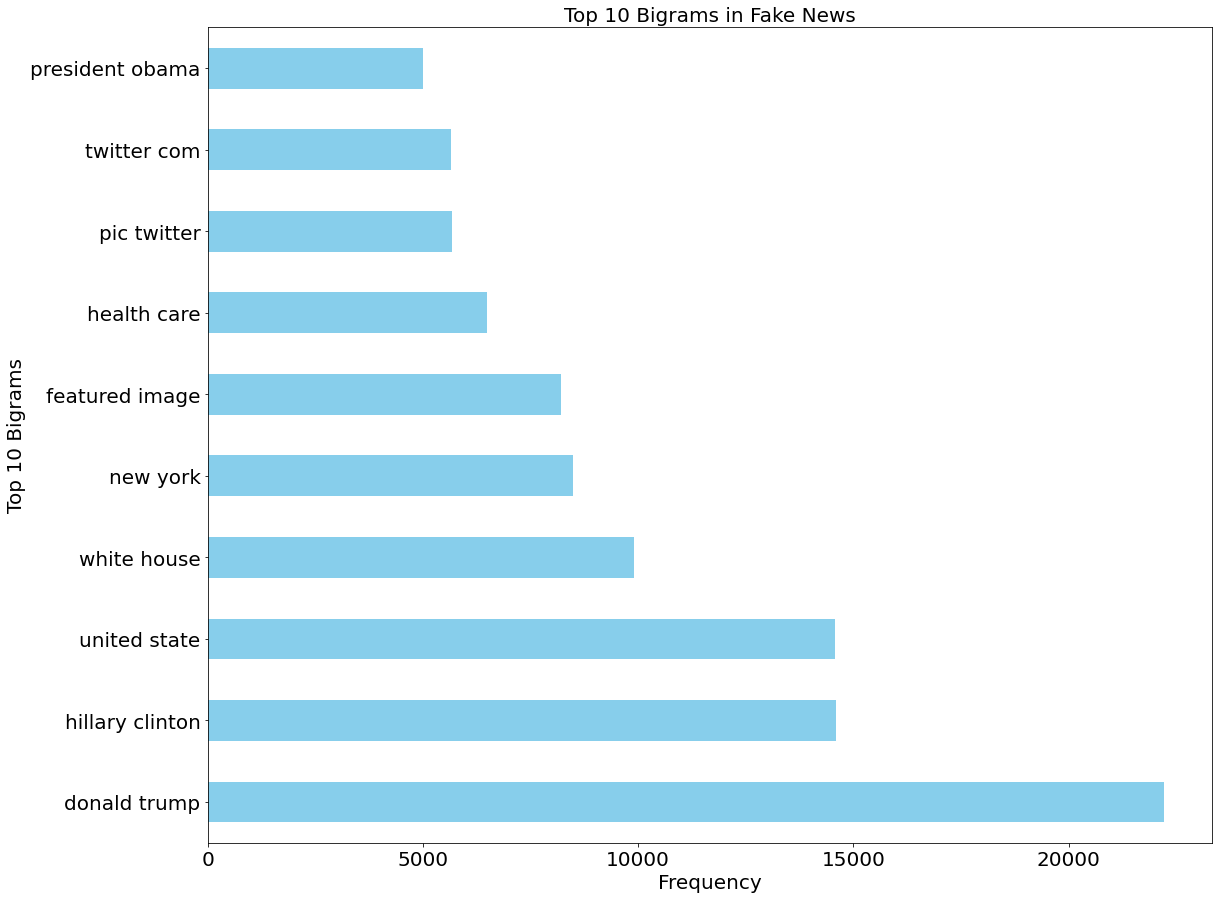 Top 10 Bigrams in Fake News
president obama
twitter com
pic twitter
health care
featured image
new york
white house
united state
hillary clinton
donald trump
Top 10 Bigrams
0 5000 10000 15000 20000
Frequency